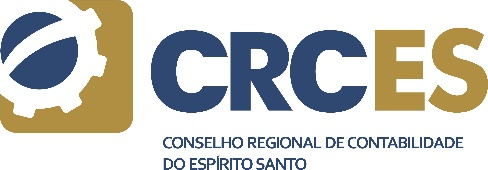 CRCES
CONSELHO REGIONAL DE CONTABILIDADE
DO ESPÍRITO SANTO